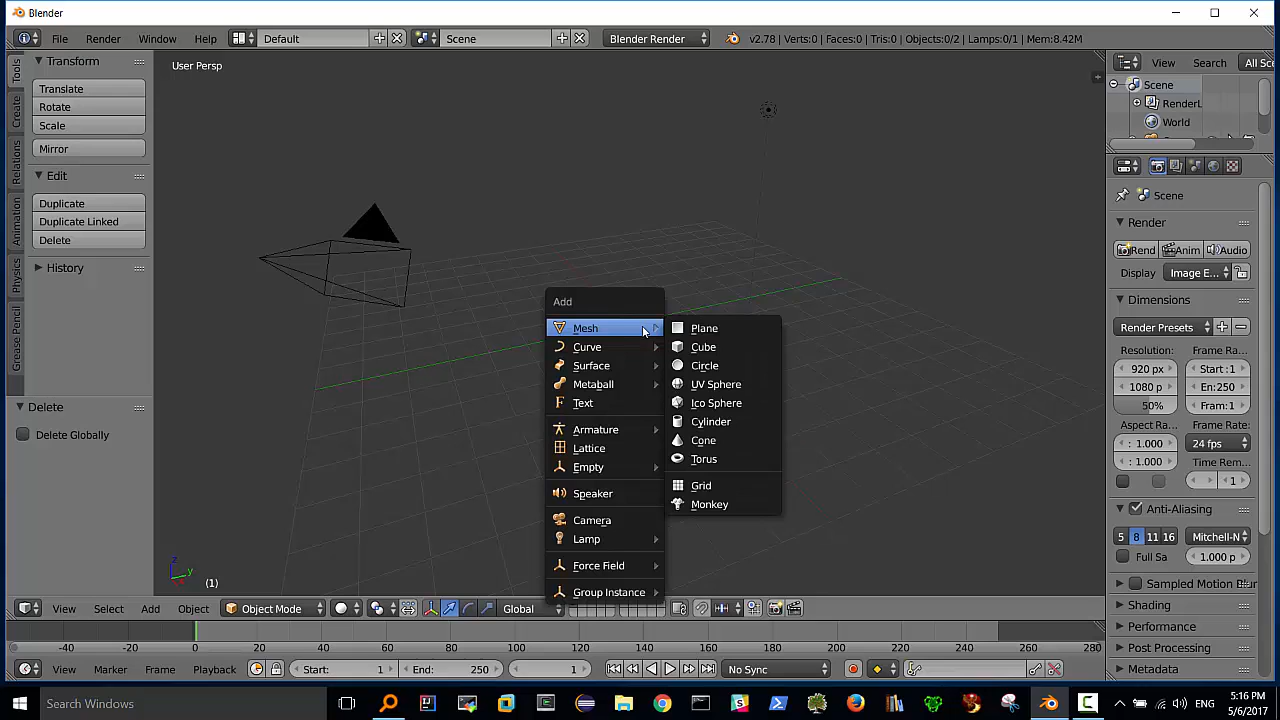 Blender
File Render Window Help Default Scene Blender Render v2.78 | Verts:0 | Faces:0 | Tris:0 | Objects:0/2 | Lamps:0/1 | Mem:8.42M
Tools
Create
Relations
Animation
Physics
Grease Pencil
Transform
Translate
Rotate
Scale
Mirror
Edit
Duplicate
Duplicate Linked
Delete
History
Delete
Delete Globally
User Persp
z
y
(1)
Add
Mesh
Curve
Surface
Metaball
Text
Armature
Lattice
Empty
Speaker
Camera
Lamp
Force Field
Group Instance
Plane
Cube
Circle
UV Sphere
Ico Sphere
Cylinder
Cone
Torus
Grid
Monkey
View Search All Sce
Scene
RenderL
World
Scene
Render
Rend Anim Audio
Display Image E...
Dimensions
Render Presets
Resolution: Frame Ra...
920 px Start :1
1080 p En:250
50% Fram:1
Aspect Ra... Frame Rate:
: 1.000 24 fps
: 1.000 Time Rem...
1
Anti-Aliasing
5 8 11 16 Mitchell-N
Full Sa 1.000 p
Sampled Motion
Shading
Performance
Post Processing
Metadata
View Select Add Object Object Mode Global
-40 -20 0 20 40 60 80 100 120 140 160 180 200 220 240 260 280
View Marker Frame Playback Start: 1 End: 250 1 No Sync
Search Windows
5:16 PM
ENG
5/6/2017